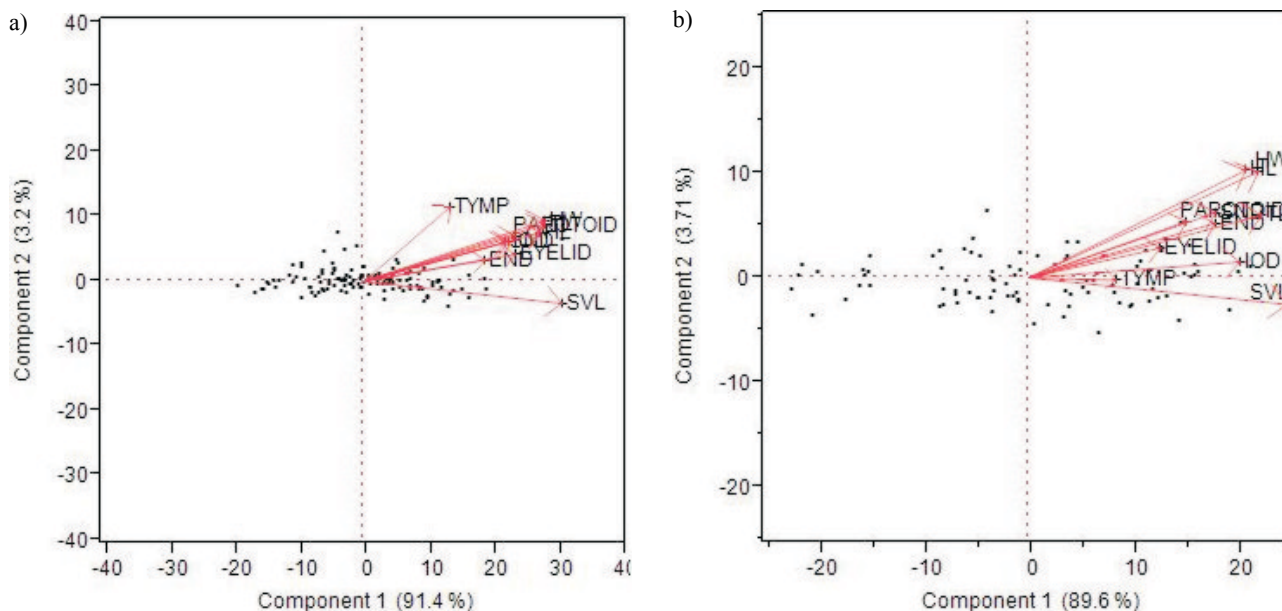 a)
40
30
20
10
0
-10
-20
-30
-40
Component 2 (3.2 %)
TYMP
EYELID
END
SVL
-40 -30 -20 -10 0 10 20 30
Component 1 (91.4 %)
b)
20
10
0
-10
-20
Component 2 (3.71 %)
HW
HL
END
EYELID
IOD
TYMP
SVL
-20 -10 0 10 20
Component 1 (89.6 %)